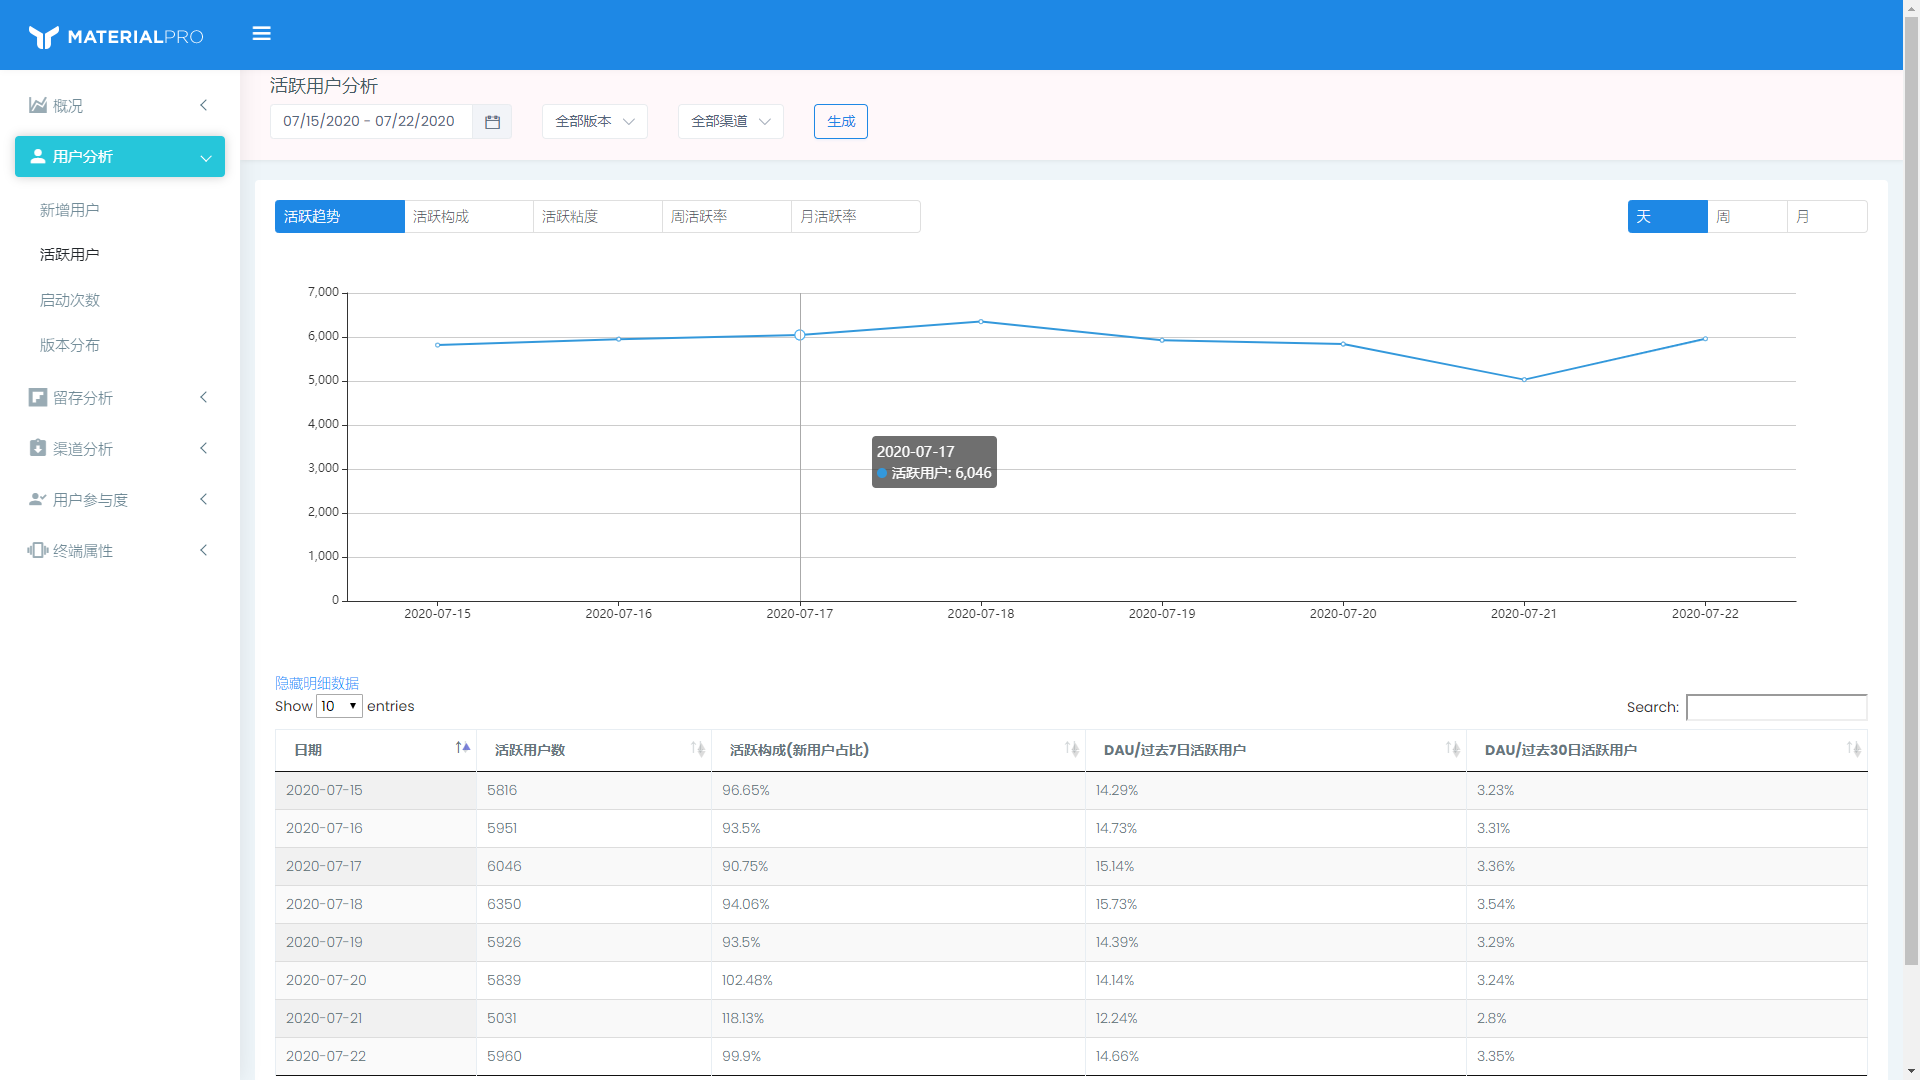 MATERIALPRO
概况
用户分析
新增用户
活跃用户
启动次数
版本分布
留存分析
渠道分析
用户参与度
终端属性
活跃用户分析
07/15/2020 - 07/22/2020 全部版本 全部渠道 生成
活跃趋势 活跃构成 活跃粘度 周活跃率 月活跃率 天 周 月
7,000
6,000
5,000
4,000
3,000
2,000
1,000
0
2020-07-17
活跃用户: 6,046
2020-07-15 2020-07-16 2020-07-17 2020-07-18 2020-07-19 2020-07-20 2020-07-21 2020-07-22
隐藏明细数据
Show 10 entries Search:
日期 活跃用户数 活跃构成(新用户占比) DAU/过去7日活跃用户 DAU/过去30日活跃用户
2020-07-15 5816 96.65% 14.29% 3.23%
2020-07-16 5951 93.5% 14.73% 3.31%
2020-07-17 6046 90.75% 15.14% 3.36%
2020-07-18 6350 94.06% 15.73% 3.54%
2020-07-19 5926 93.5% 14.39% 3.29%
2020-07-20 5839 102.48% 14.14% 3.24%
2020-07-21 5031 118.13% 12.24% 2.8%
2020-07-22 5960 99.9% 14.66% 3.35%